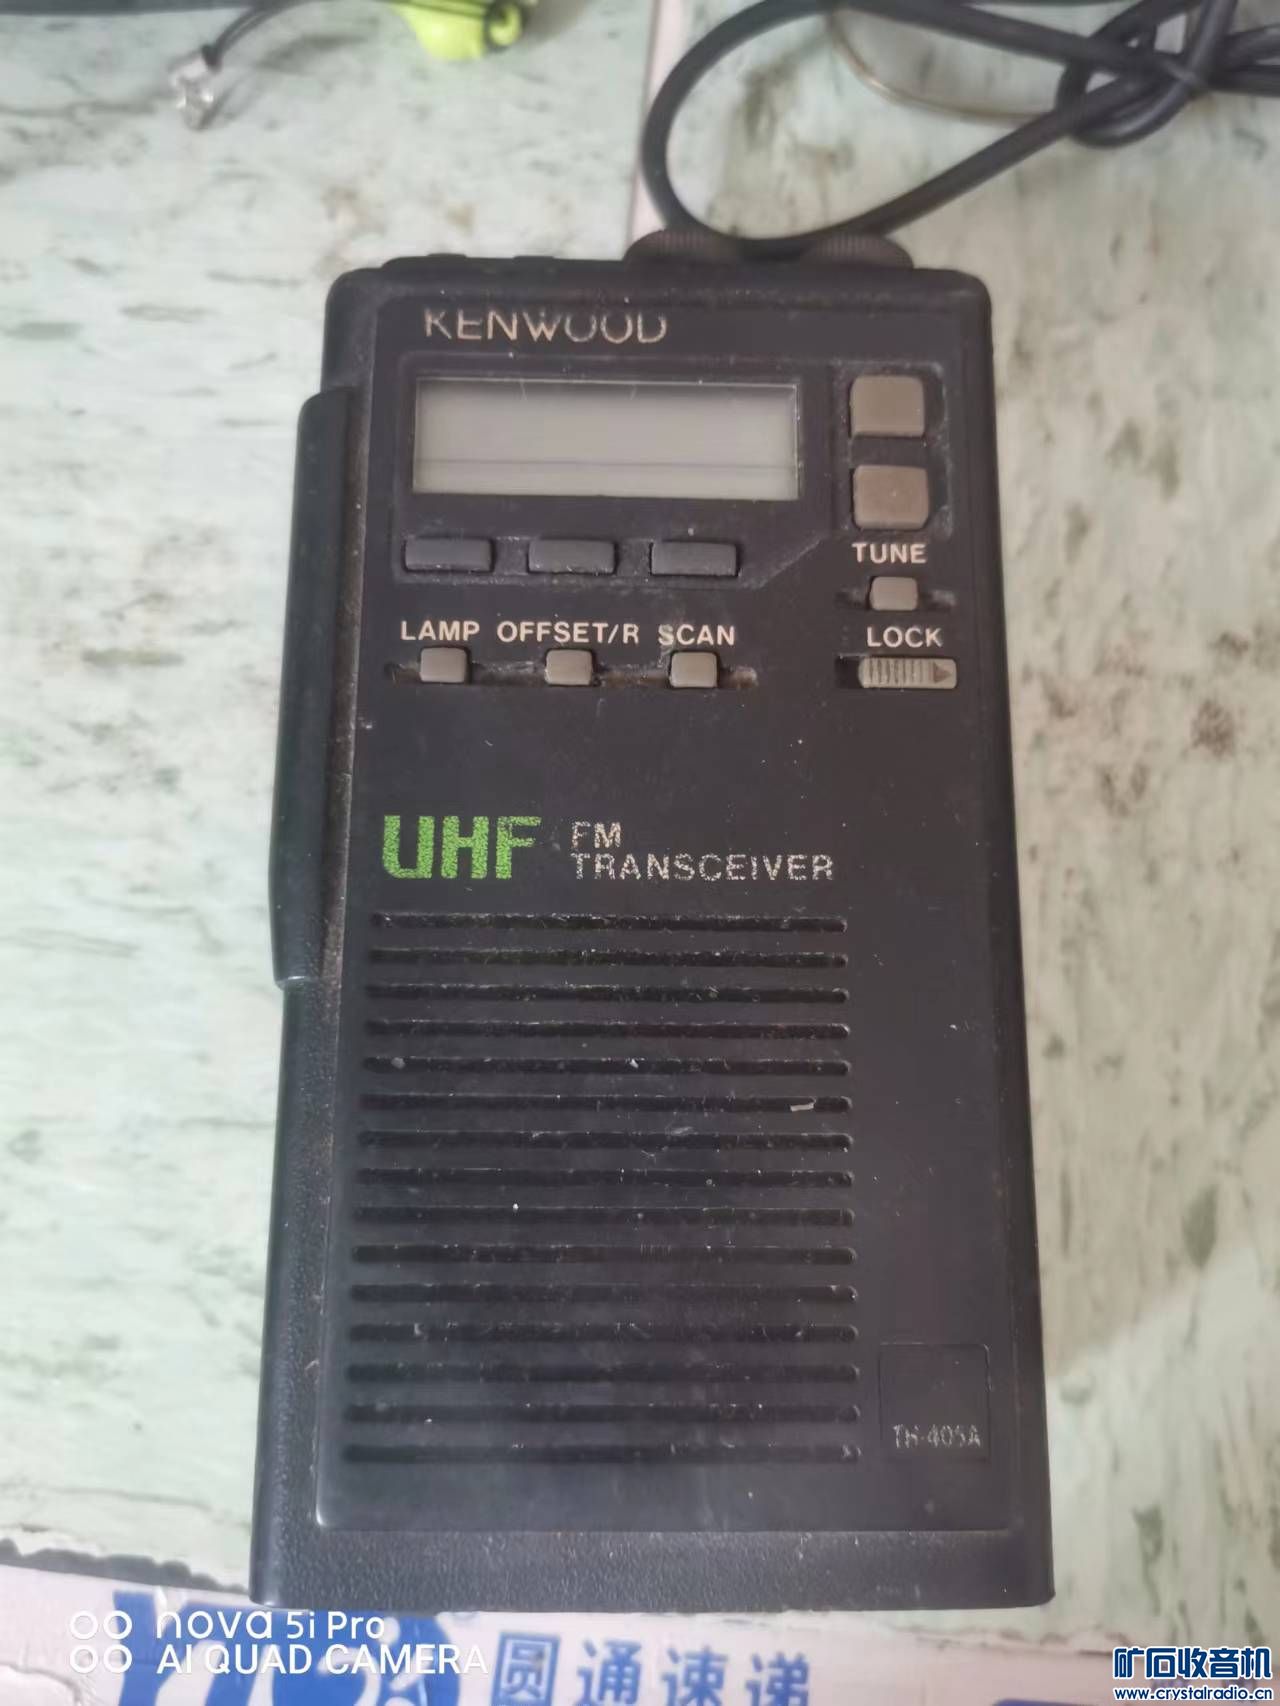 KENWOOD
TUNE
LAMP OFFSET/R SCAN
LOCK
UHF FM
TRANSCEIVER
TH-405A
nova 5i Pro
AI QUAD CAMERA
圆通速递
矿石收音机
www.crystalradio.cn